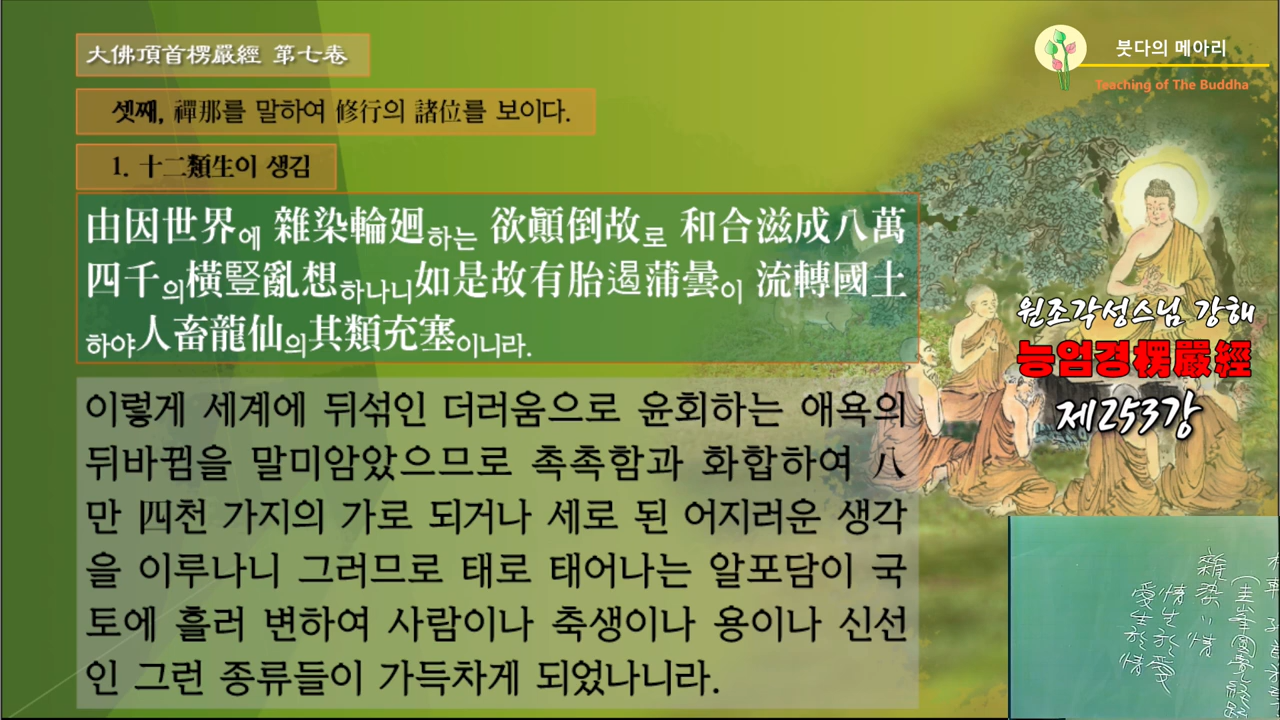 大佛頂首楞嚴經 第七卷
셋째, 禪那를 말하여 修行의 諸位를 보이다.
1. 十二類生이 생김
由因世界에 雜染輪廻하는 欲顚倒故로 和合滋成八萬
四千의橫竪亂想하나니如是故有胎遏蒲曇이 流轉國土
하야人畜龍仙의其類充塞이니라.
이렇게 세계에 뒤섞인 더러움으로 윤회하는 애욕의
뒤바뀜을 말미암았으므로 촉촉함과 화합하여 八
만 四천 가지의 가로 되거나 세로 된 어지러운 생각
을 이루나니 그러므로 태로 태어나는 알포담이 국
토에 흘러 변하여 사람이나 축생이나 용이나 신선
인 그런 종류들이 가득차게 되었나니라.
붓다의 메아리
Teaching of The Buddha
원조각성스님 강해
능엄경楞嚴經
제253강
雜染
情
情生於愛
愛生於情